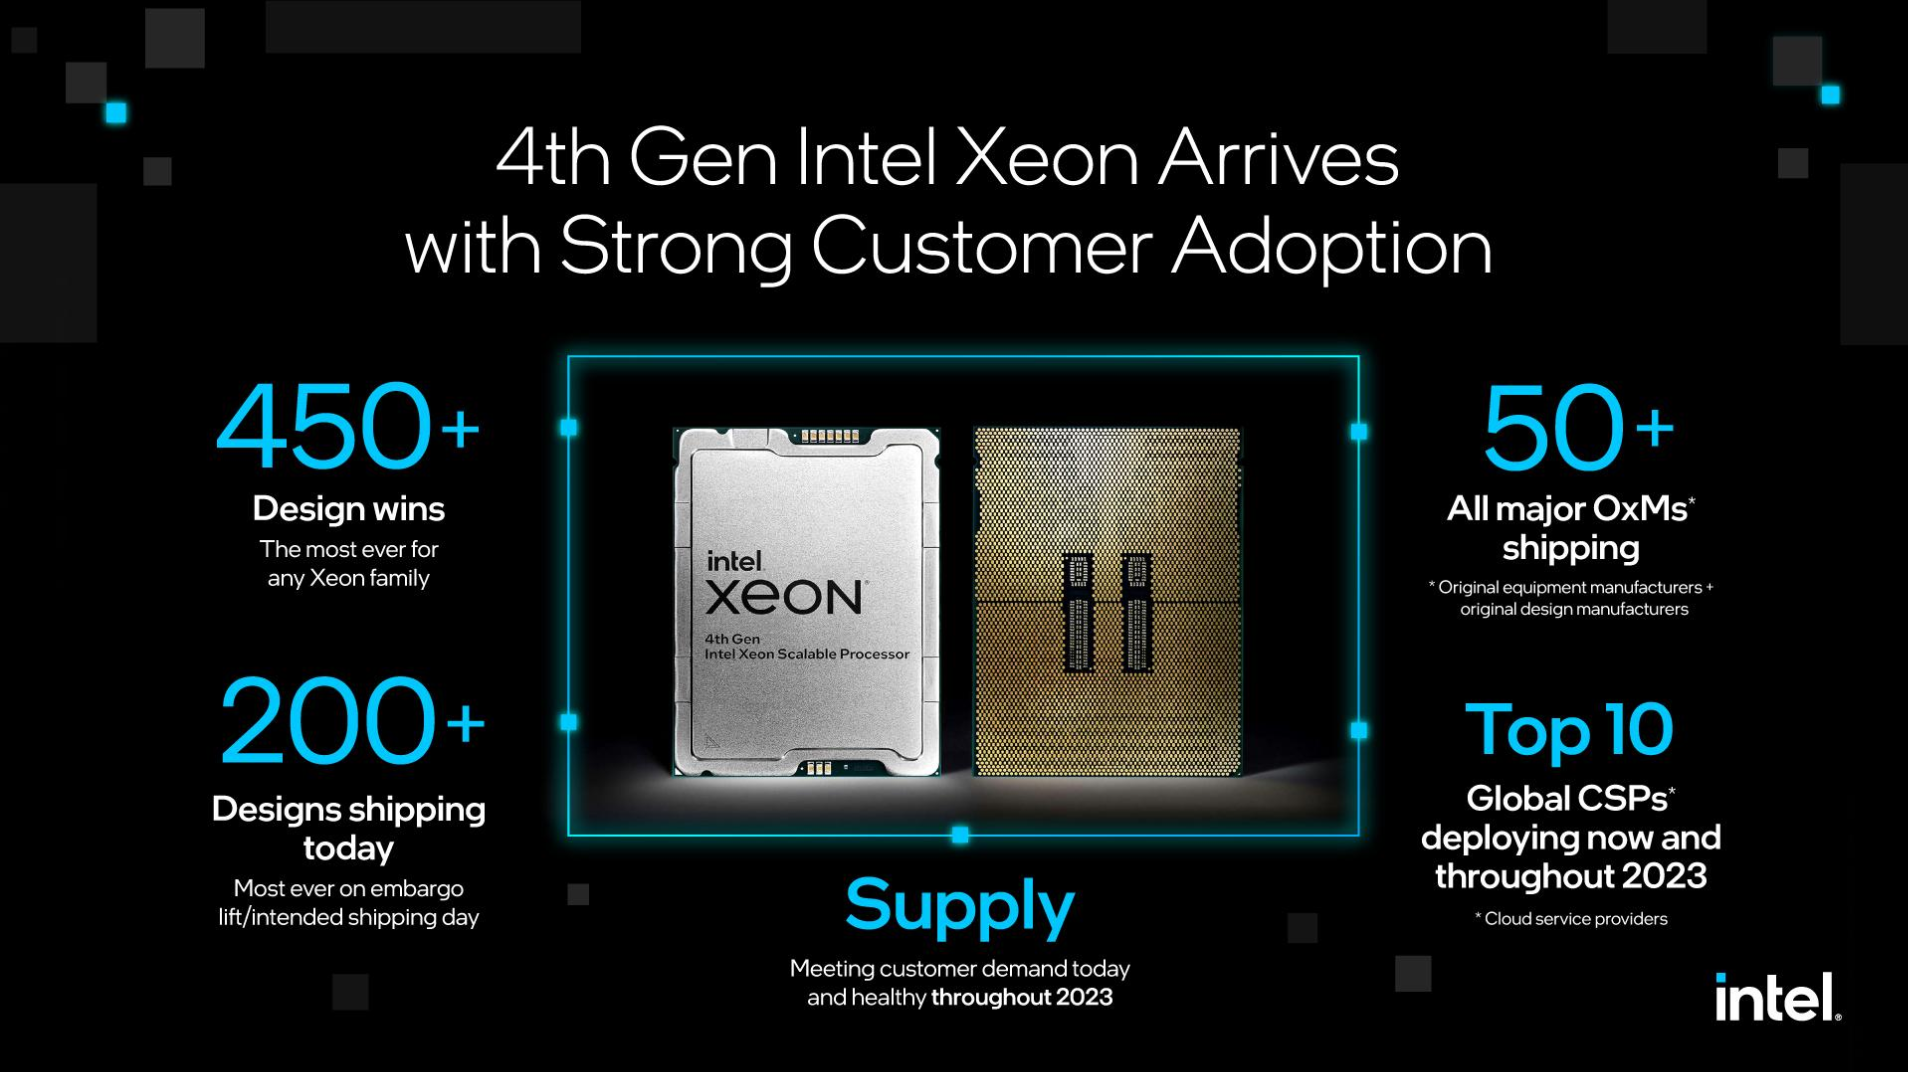 4th Gen Intel Xeon Arrives
with Strong Customer Adoption
450+
Design wins
The most ever for
any Xeon family
200+
Designs shipping
today
Most ever on embargo
lift/intended shipping day
intel
xeon®
4th Gen
Intel Xeon Scalable Processor
Supply
Meeting customer demand today
and healthy throughout 2023
50+
All major OxMs*
shipping
* Original equipment manufacturers +
original design manufacturers
Top 10
Global CSPs*
deploying now and
throughout 2023
* Cloud service providers
intel®